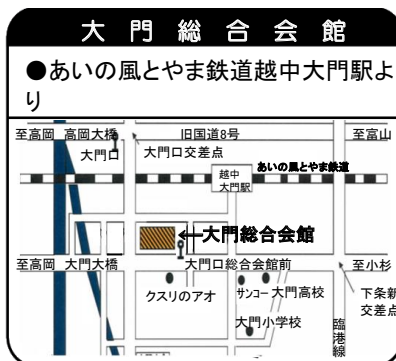 大門総合会館
●あいの風とやま鉄道越中大門駅よ
り
至高岡 高岡大橋 旧国道8号 至富山
大門口 大門口交差点
あいの風とやま鉄道
越中
大門駅
←大門総合会館
至高岡 大門大橋 大門口総合会館前 至小杉
クスリのアオ サンコー 大門高校 下条新
交差点
大門小学校
臨港線